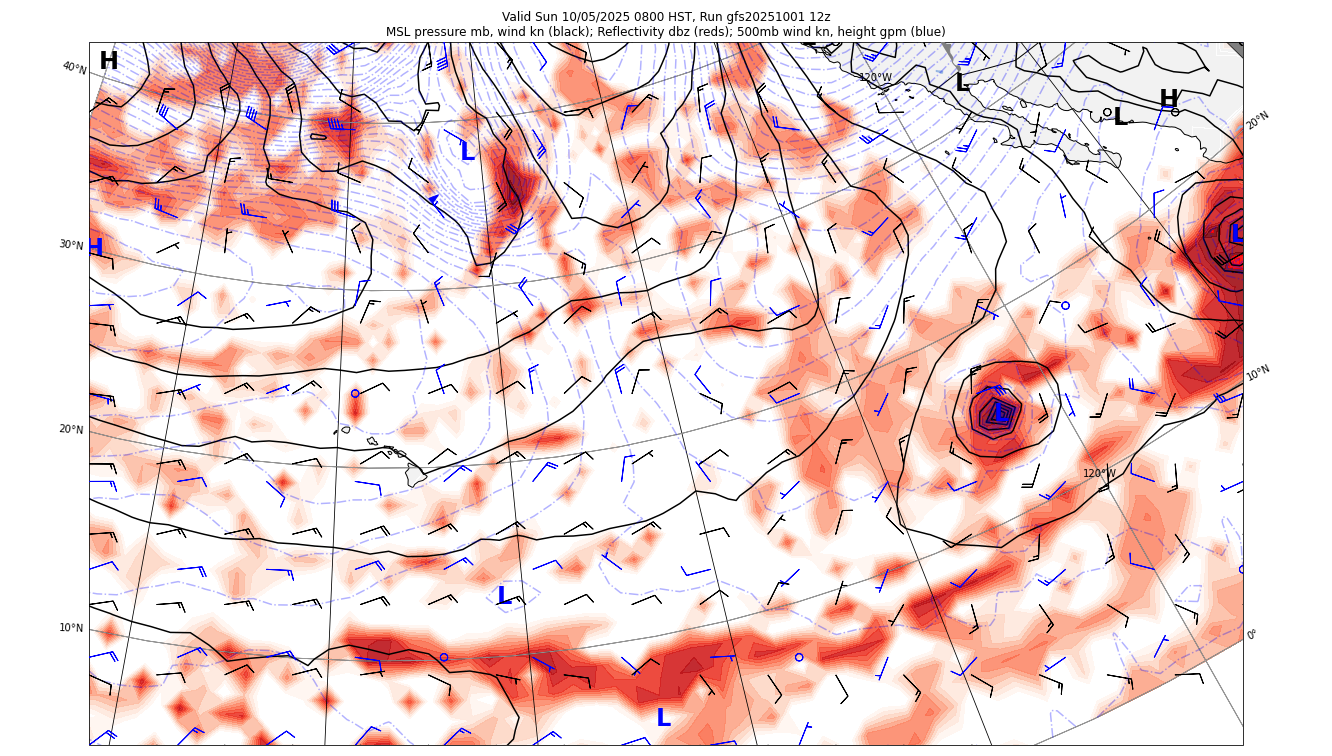 Valid Sun 10/05/2025 0800 HST, Run gfs20251001 12z
MSL pressure mb, wind kn (black); Reflectivity dbz (reds); 500mb wind kn, height gpm (blue)
H
40°N
120°W
L
H
L
20°N
L
30°N
H
L
10°N
L
20°N
120°W
L
10°N
0°
L